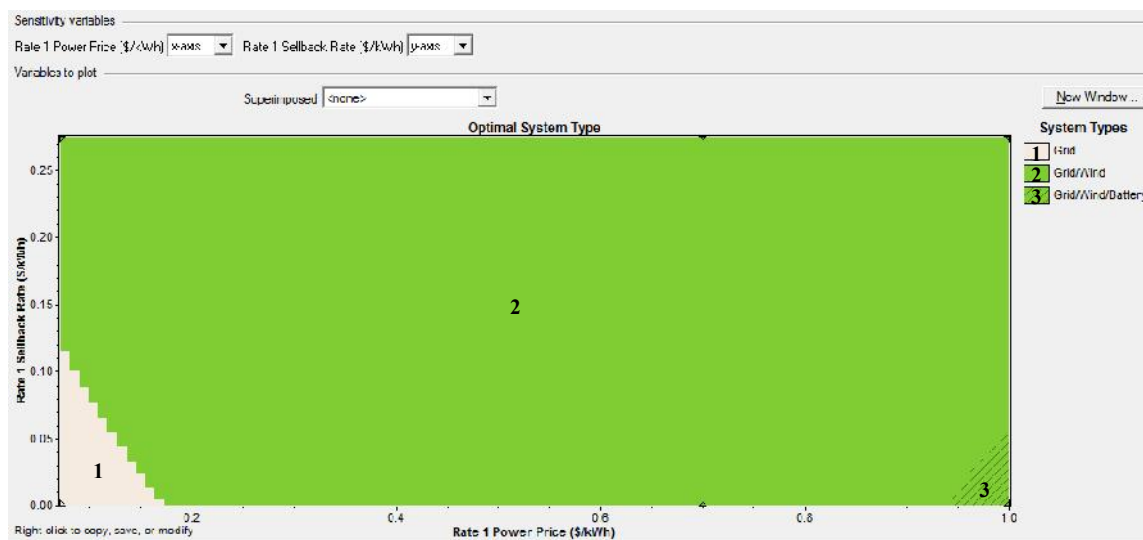 Sensitivity variables
Rate 1 Power Price ($/kWh) x-axis Rate 1 Sellback Rate ($/kWh) y-axis
Variables to plot
Superimposed <none> New Window...
Optimal System Type
System Types
1 Grid
2 Grid/Wind
3 Grid/Wind/Battery
Rate 1 Sellback Rate ($/kWh)
0.25
0.20
0.15
0.10
0.05
0.00
2
1
3
0.2 0.4 0.6 0.8 1.0
Right click to copy, save, or modify
Rate 1 Power Price ($/kWh)